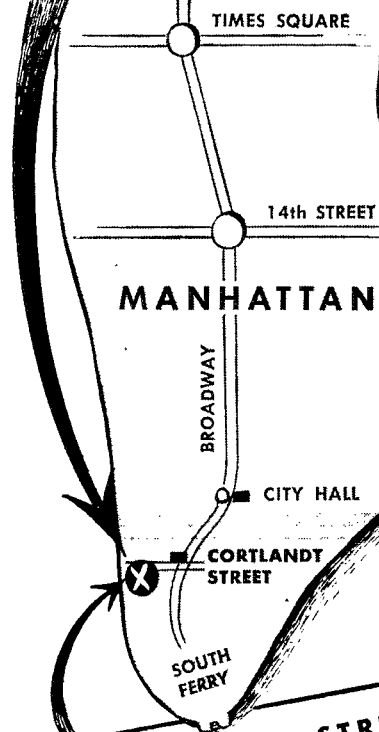 TIMES SQUARE
14th STREET
MANHATTAN
BROADWAY
CITY HALL
CORTLANDT
STREET
X
SOUTH
FERRY